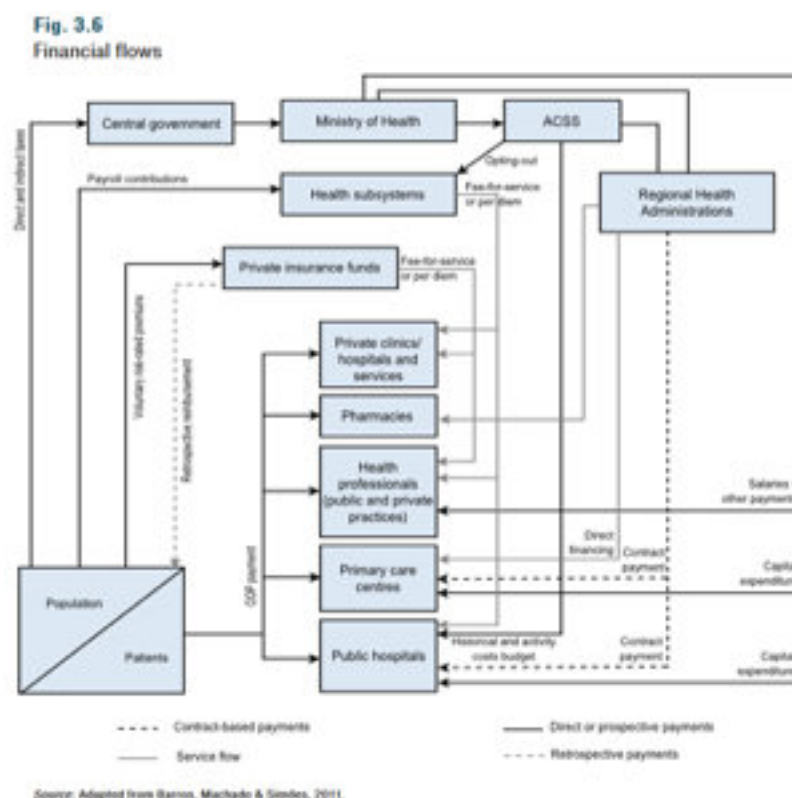 Fig. 3.6
Financial flows
Central government
Ministry of Health
ACSS
Opting-out
Direct and indirect taxes
Payroll contributions
Health subsystems
Fee-for-service
or per diem
Regional Health
Administrations
Private insurance funds
Fee-for-service
or per diem
Voluntary risk-rated premiums
Retrospective reimbursement
Private clinics/
hospitals and
services
Pharmacies
Health
professionals
(public and private
practices)
Salaries
other payment
Direct
financing
Contract
payment
Primary care
centres
Capita
expenditur
OOP payment
Population
Patients
Public hospitals
Historical and activity
costs budget
Contract
payment
Capita
expenditur
Contract-based payments
Direct or prospective payments
Service flow
Retrospective payments
Source: Adapted from Barros, Machado & Simões, 2011.